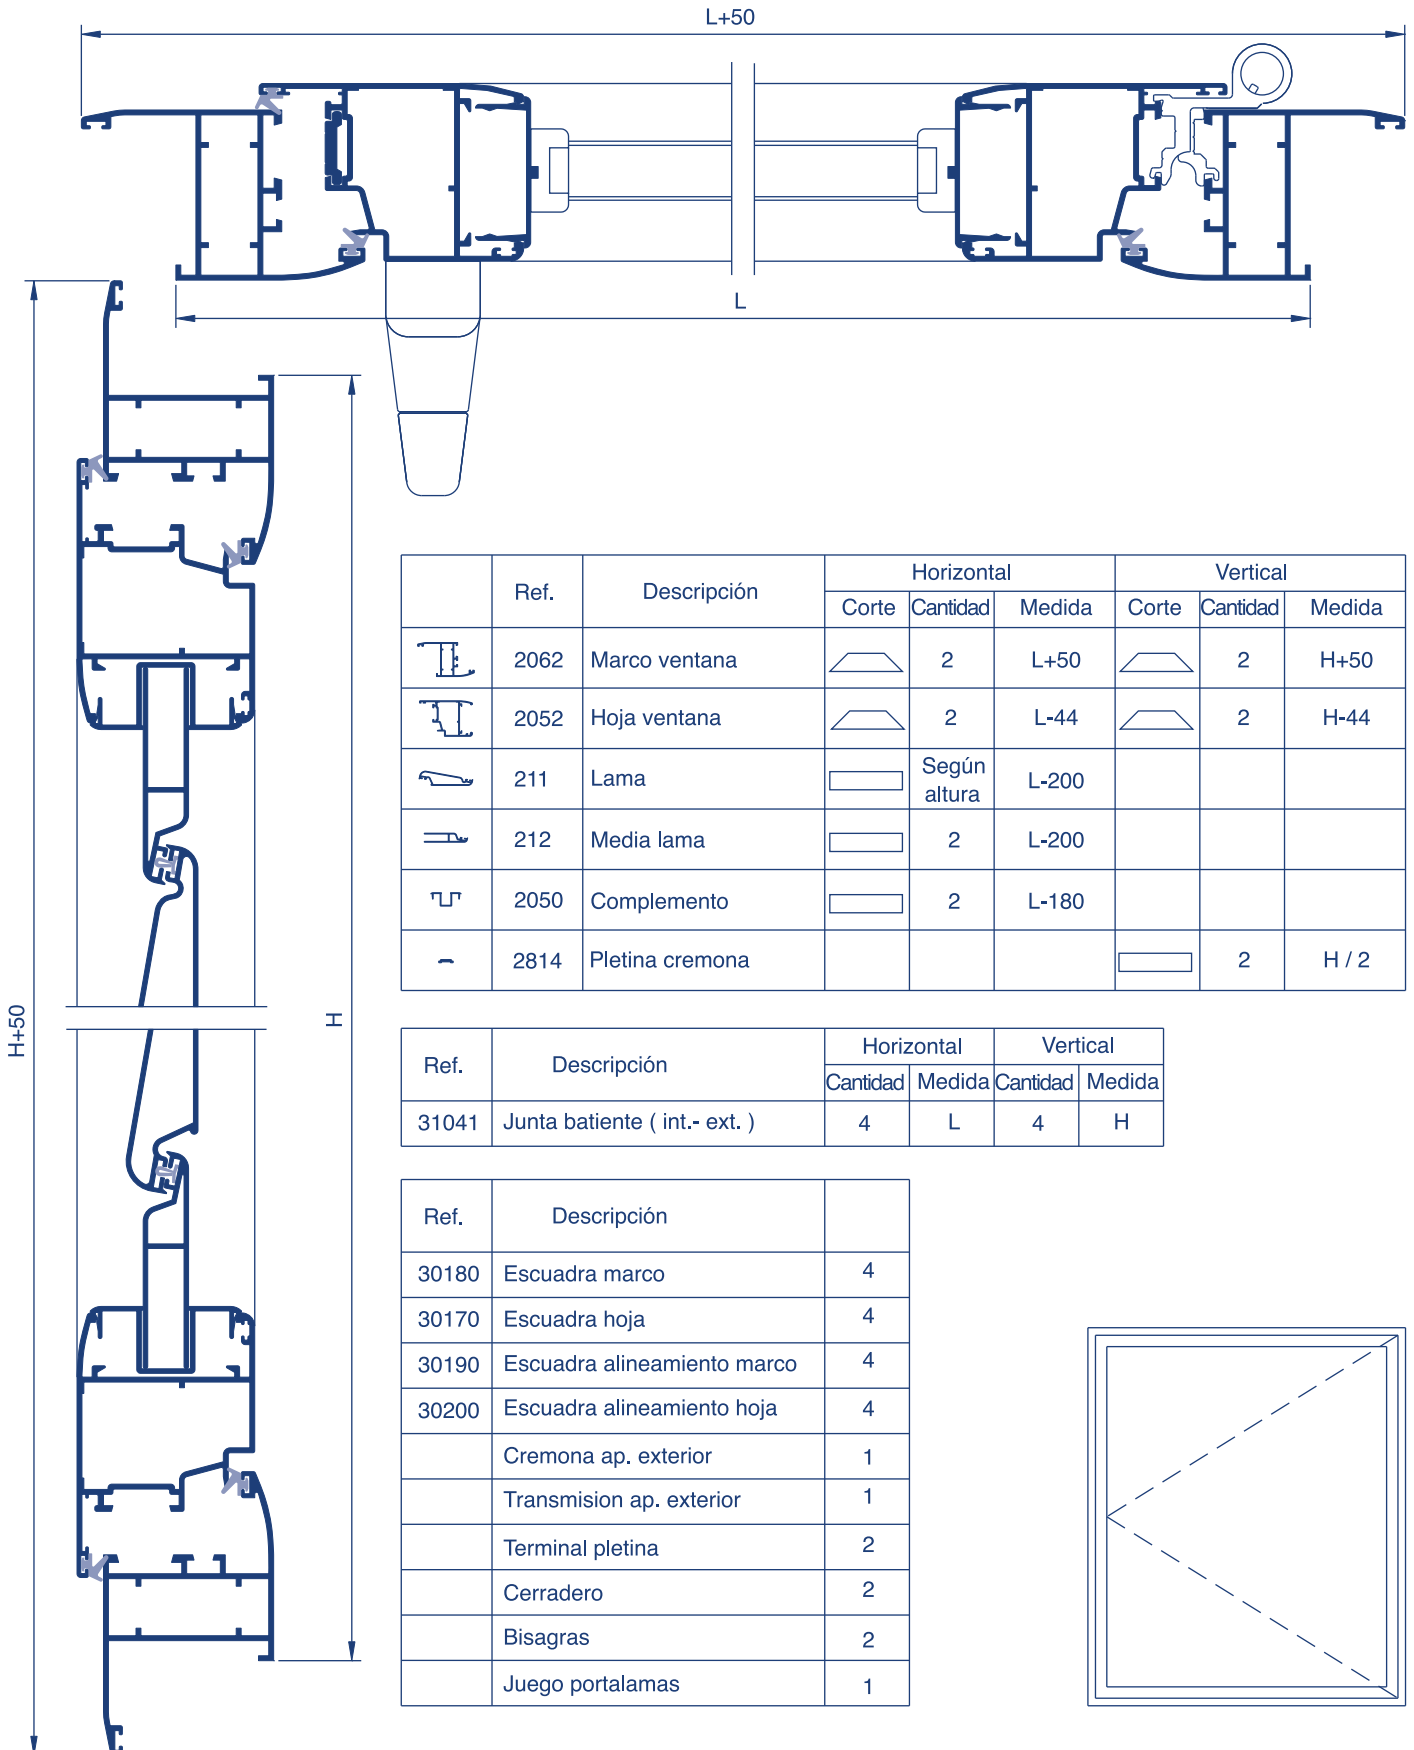 L+50
L
H+50
H
Ref. Descripción Horizontal Vertical
Corte Cantidad Medida Corte Cantidad Medida
2062 Marco ventana 2 L+50 2 H+50
2052 Hoja ventana 2 L-44 2 H-44
211 Lama Según altura L-200
212 Media lama 2 L-200
2050 Complemento 2 L-180
2814 Pletina cremona 2 H / 2
Ref. Descripción Horizontal Vertical
Cantidad Medida Cantidad Medida
31041 Junta batiente ( int.- ext. ) 4 L 4 H
Ref. Descripción
30180 Escuadra marco 4
30170 Escuadra hoja 4
30190 Escuadra alineamiento marco 4
30200 Escuadra alineamiento hoja 4
Cremona ap. exterior 1
Transmision ap. exterior 1
Terminal pletina 2
Cerradero 2
Bisagras 2
Juego portalamas 1